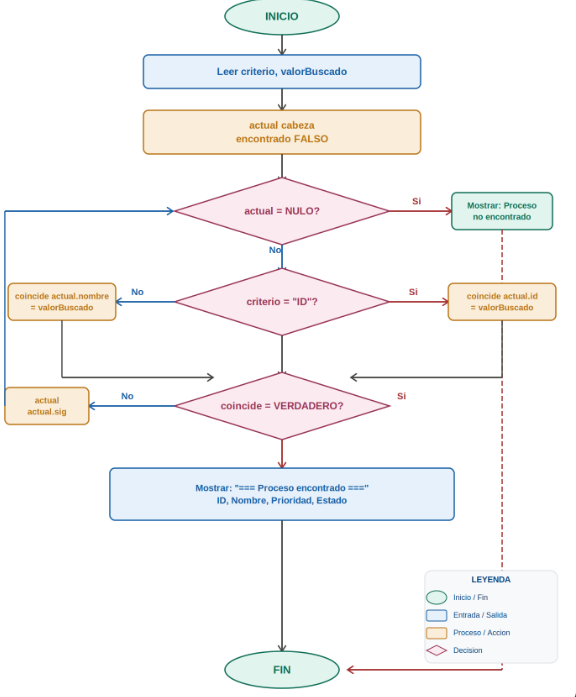 INICIO
Leer criterio, valorBuscado
actual cabeza
encontrado FALSO
actual = NULO?
Si
Mostrar: Proceso
no encontrado
No
coincide actual.nombre
= valorBuscado
No
criterio = "ID"?
Si
coincide actual.id
= valorBuscado
actual
actual.sig
No
coincide = VERDADERO?
Si
Mostrar: "=== Proceso encontrado ==="
ID, Nombre, Prioridad, Estado
LEYENDA
Inicio / Fin
Entrada / Salida
Proceso / Accion
Decision
FIN